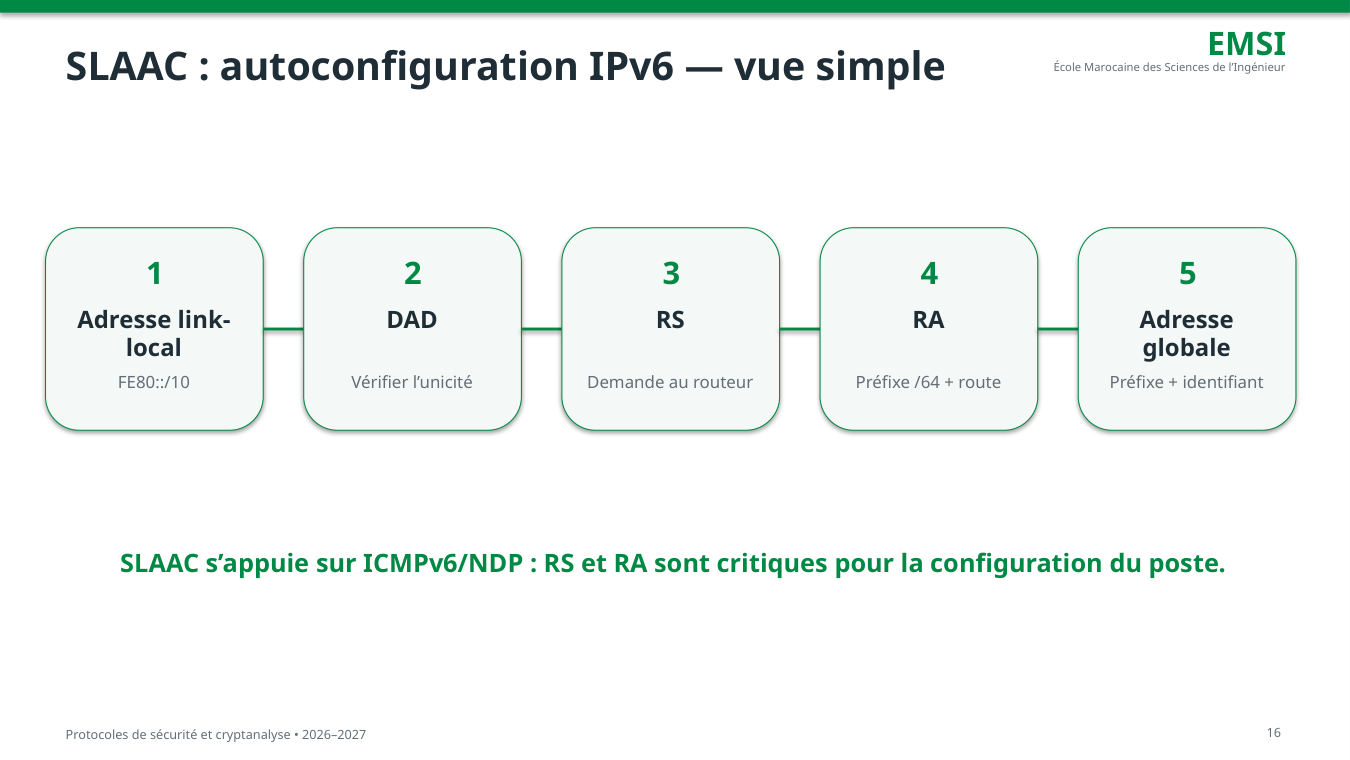 SLAAC : autoconfiguration IPv6 — vue simple
EMSI
École Marocaine des Sciences de l’Ingénieur
1
Adresse link-
local
FE80::/10
2
DAD
Vérifier l’unicité
3
RS
Demande au routeur
4
RA
Préfixe /64 + route
5
Adresse
globale
Préfixe + identifiant
SLAAC s’appuie sur ICMPv6/NDP : RS et RA sont critiques pour la configuration du poste.
Protocoles de sécurité et cryptanalyse • 2026–2027
16